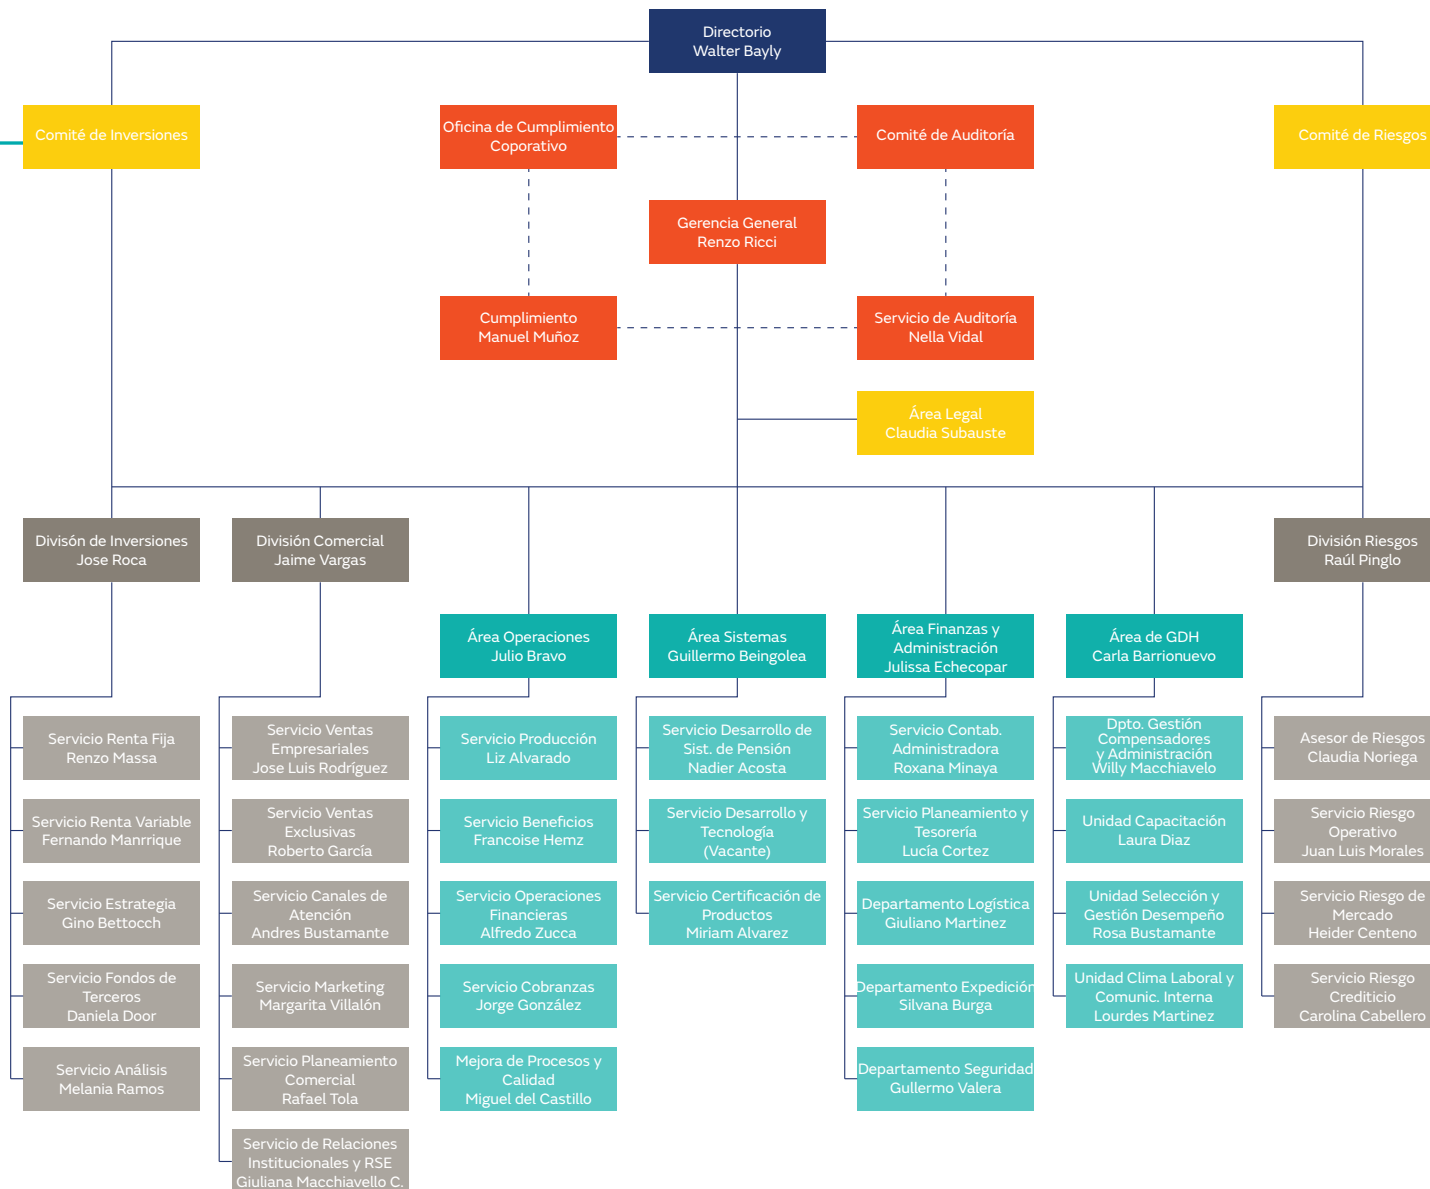 Directorio
Walter Bayly
Comité de Inversiones
Oficina de Cumplimiento
Coporativo
Comité de Auditoría
Comité de Riesgos
Gerencia General
Renzo Ricci
Cumplimiento
Manuel Muñoz
Servicio de Auditoría
Nella Vidal
Área Legal
Claudia Subauste
Divisón de Inversiones
Jose Roca
División Comercial
Jaime Vargas
División Riesgos
Raúl Pinglo
Área Operaciones
Julio Bravo
Área Sistemas
Guillermo Beingolea
Área Finanzas y
Administración
Julissa Echecopar
Área de GDH
Carla Barrionuevo
Servicio Renta Fija
Renzo Massa
Servicio Renta Variable
Fernando Manrrique
Servicio Estrategia
Gino Bettocch
Servicio Fondos de
Terceros
Daniela Door
Servicio Análisis
Melania Ramos
Servicio Ventas
Empresariales
Jose Luis Rodríguez
Servicio Ventas
Exclusivas
Roberto García
Servicio Canales de
Atención
Andres Bustamante
Servicio Marketing
Margarita Villalón
Servicio Planeamiento
Comercial
Rafael Tola
Servicio de Relaciones
Institucionales y RSE
Giuliana Macchiavello C.
Servicio Producción
Liz Alvarado
Servicio Beneficios
Francoise Hemz
Servicio Operaciones
Financieras
Alfredo Zucca
Servicio Cobranzas
Jorge González
Mejora de Procesos y
Calidad
Miguel del Castillo
Servicio Desarrollo de
Sist. de Pensión
Nadier Acosta
Servicio Desarrollo y
Tecnología
(Vacante)
Servicio Certificación de
Productos
Miriam Alvarez
Servicio Contab.
Administradora
Roxana Minaya
Servicio Planeamiento y
Tesorería
Lucía Cortez
Departamento Logística
Giuliano Martinez
Departamento Expedición
Silvana Burga
Departamento Seguridad
Gullermo Valera
Dpto. Gestión
Compensadores
y Administración
Willy Macchiavelo
Unidad Capacitación
Laura Diaz
Unidad Selección y
Gestión Desempeño
Rosa Bustamante
Unidad Clima Laboral y
Comunic. Interna
Lourdes Martinez
Asesor de Riesgos
Claudia Noriega
Servicio Riesgo
Operativo
Juan Luis Morales
Servicio Riesgo de
Mercado
Heider Centeno
Servicio Riesgo
Crediticio
Carolina Cabellero